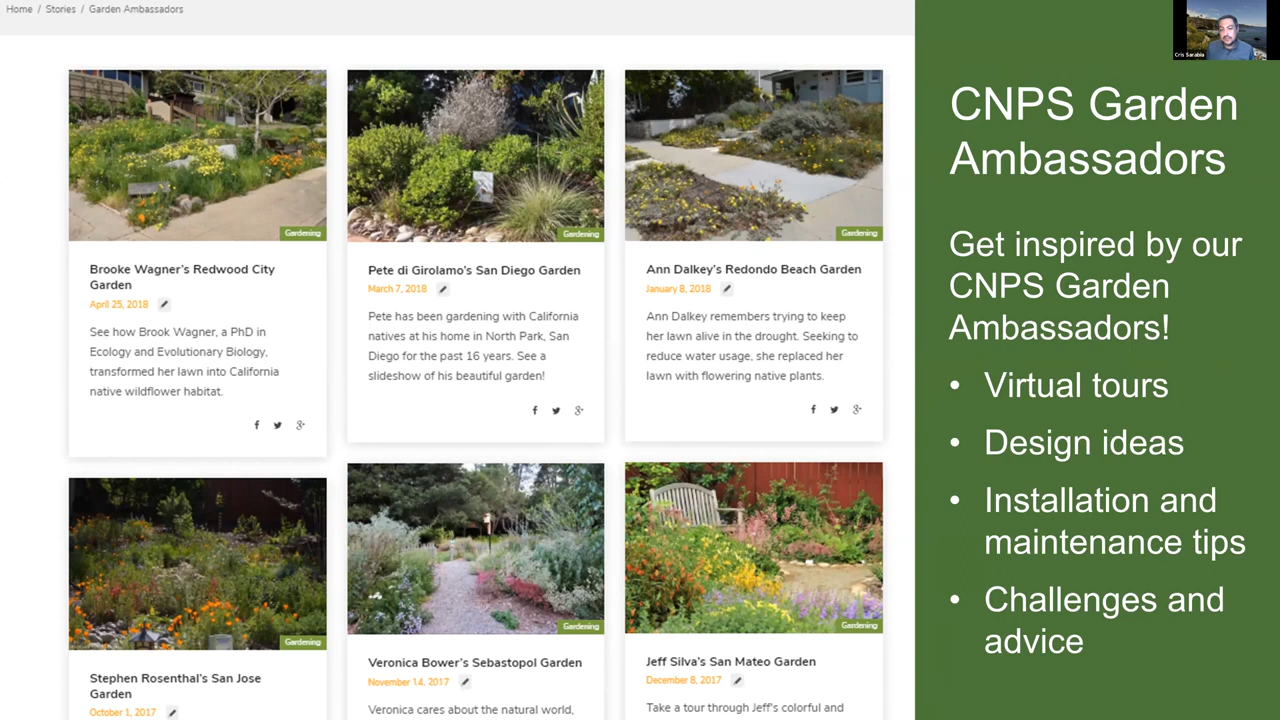 Home / Stories / Garden Ambassadors
Gardening
Brooke Wagner's Redwood City
Garden
April 25, 2018
See how Brook Wagner, a PhD in
Ecology and Evolutionary Biology,
transformed her lawn into California
native wildflower habitat.
Gardening
Pete di Girolamo's San Diego Garden
March 7, 2018
Pete has been gardening with California
natives at his home in North Park, San
Diego for the past 16 years. See a
slideshow of his beautiful garden!
Gardening
Ann Dalkey's Redondo Beach Garden
January 8, 2018
Ann Dalkey remembers trying to keep
her lawn alive in the drought. Seeking to
reduce water usage, she replaced her
lawn with flowering native plants.
Gardening
Stephen Rosenthal's San Jose
Garden
October 1, 2017
Gardening
Veronica Bower's Sebastopol Garden
November 14, 2017
Veronica cares about the natural world,
Gardening
Jeff Silva's San Mateo Garden
December 8, 2017
Take a tour through Jeff's colorful and
Cris Sarabia
CNPS Garden
Ambassadors
Get inspired by our
CNPS Garden
Ambassadors!
• Virtual tours
• Design ideas
• Installation and
maintenance tips
• Challenges and
advice